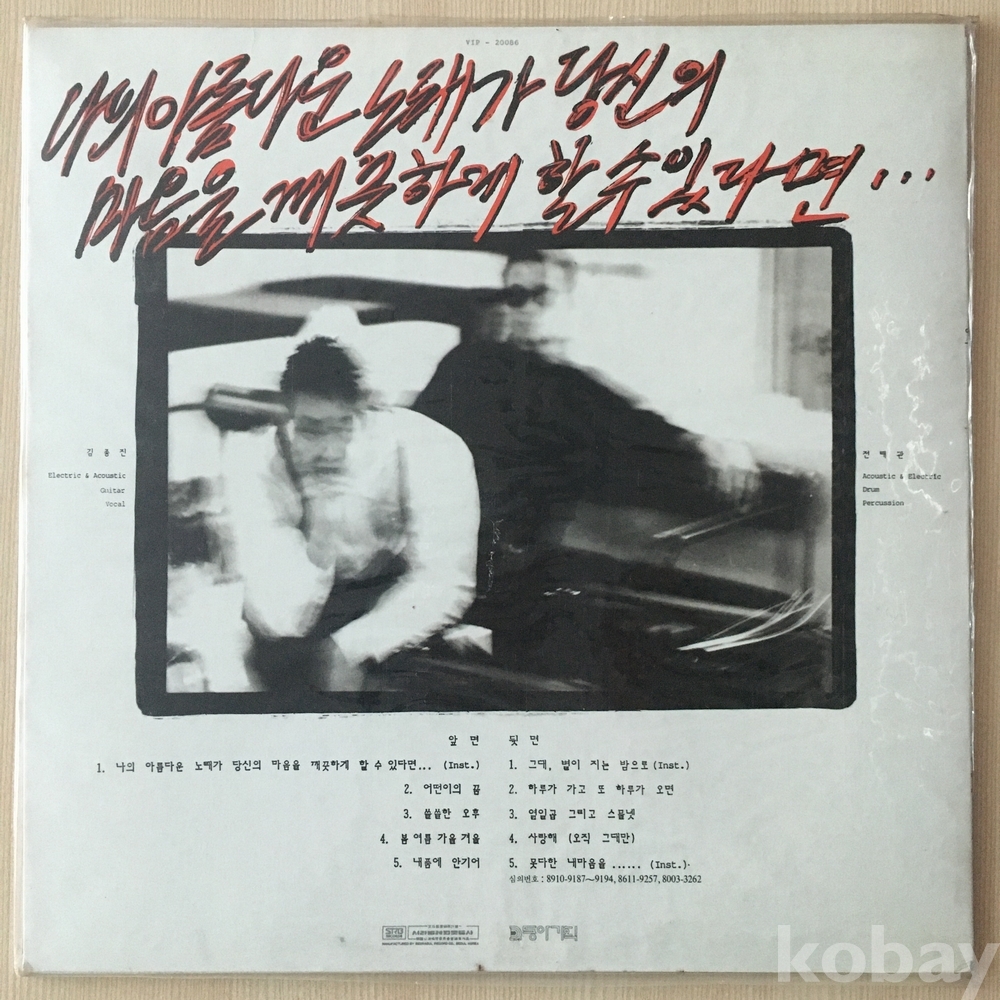 VIP - 20086
나의 아름다운 노래가 당신의
마음을 깨끗하게 할 수 있다면...
김종진
Electric & Acoustic
Guitar
Vocal
전태관
Acoustic & Electric
Drum
Percussion
앞 면
1. 나의 아름다운 노래가 당신의 마음을 깨끗하게 할 수 있다면... (Inst.)
2. 어떤이의 꿈
3. 쓸쓸한 오후
4. 봄 여름 가을 겨울
5. 내품에 안기어
뒷 면
1. 그대, 별이 지는 밤으로 (Inst.)
2. 하루가 가고 또 하루가 오면
3. 열일곱 그리고 스물넷
4. 사랑해 (오직 그대만)
5. 못다한 내마음을 ...... (Inst.)
심의번호 : 8910-9187~9194, 8611-9257, 8003-3262
SRB
동아기획
kobay